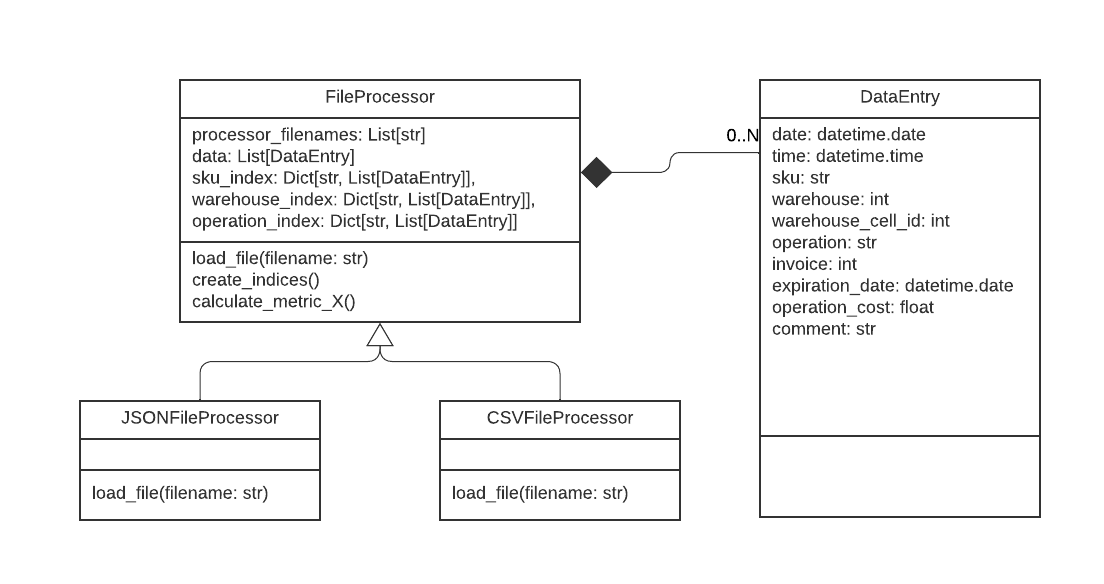 FileProcessor
processor_filenames: List[str]
data: List[DataEntry]
sku_index: Dict[str, List[DataEntry]],
warehouse_index: Dict[str, List[DataEntry]],
operation_index: Dict[str, List[DataEntry]]
load_file(filename: str)
create_indices()
calculate_metric_X()
0..N
DataEntry
date: datetime.date
time: datetime.time
sku: str
warehouse: int
warehouse_cell_id: int
operation: str
invoice: int
expiration_date: datetime.date
operation_cost: float
comment: str
JSONFileProcessor
load_file(filename: str)
CSVFileProcessor
load_file(filename: str)